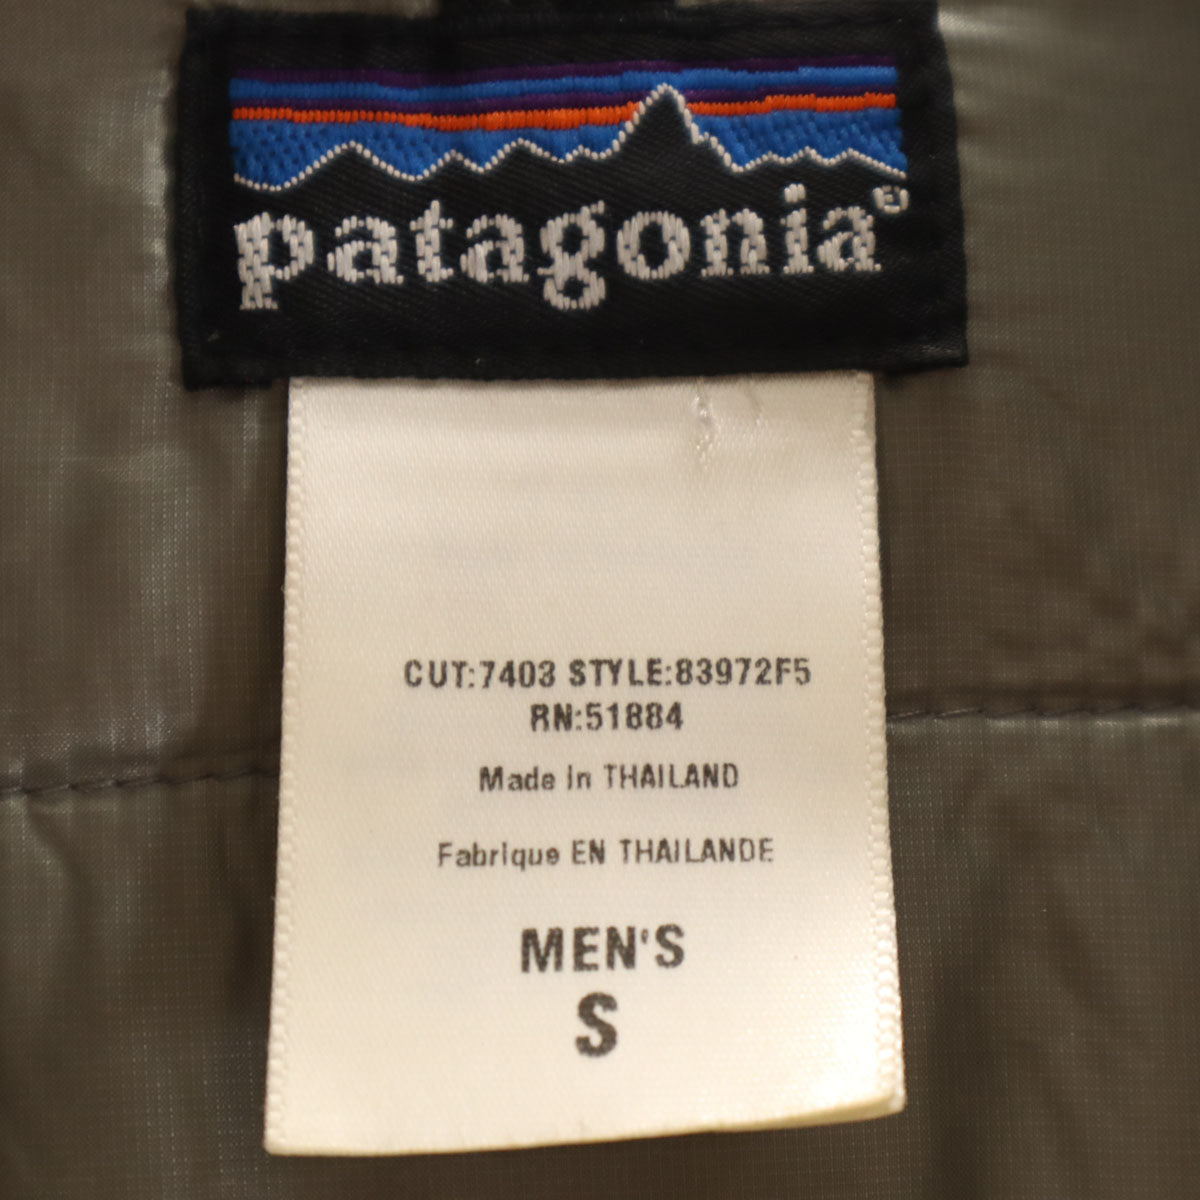 patagonia®
CUT:7403 STYLE:83972F5
RN:51884
Made in THAILAND
Fabrique EN THAILANDE
MEN'S
S